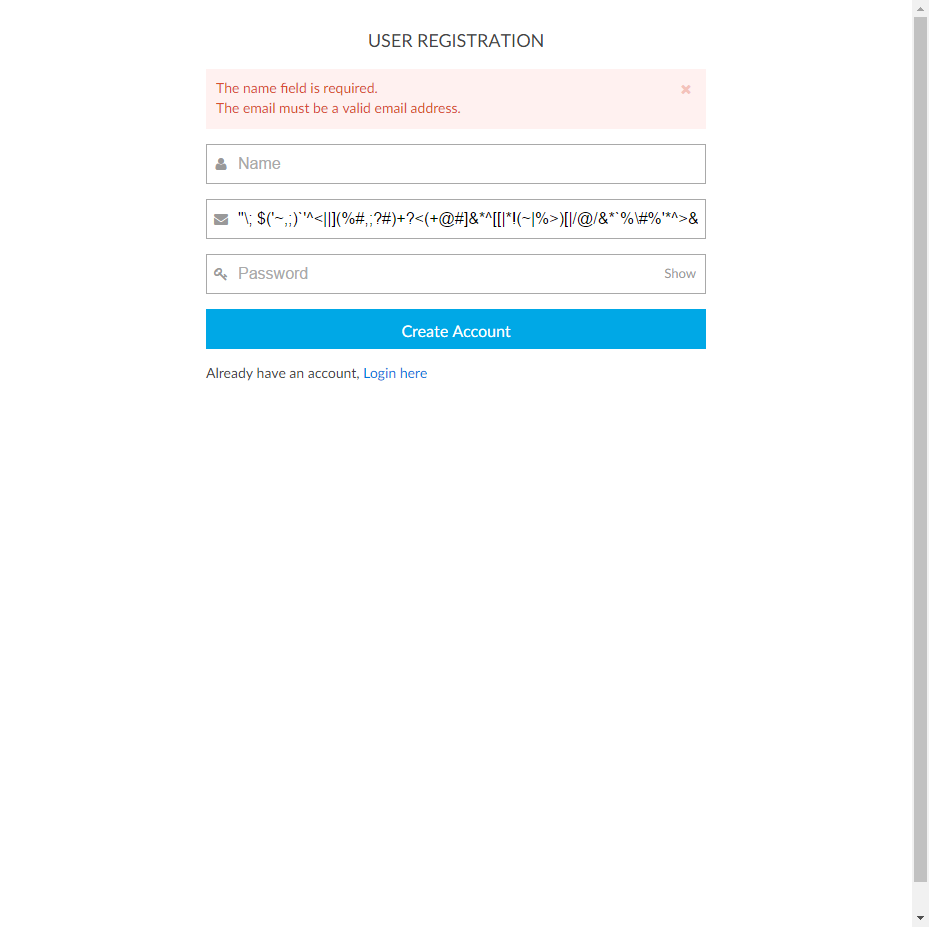 USER REGISTRATION
The name field is required.
The email must be a valid email address.
Name
"\; $('~,;)`'^<||](%#,;?#)+?<(+@#]&*^[[|*!(~|%>)[|/@/&*`%\#%'*^>&
Password
Show
Create Account
Already have an account, Login here